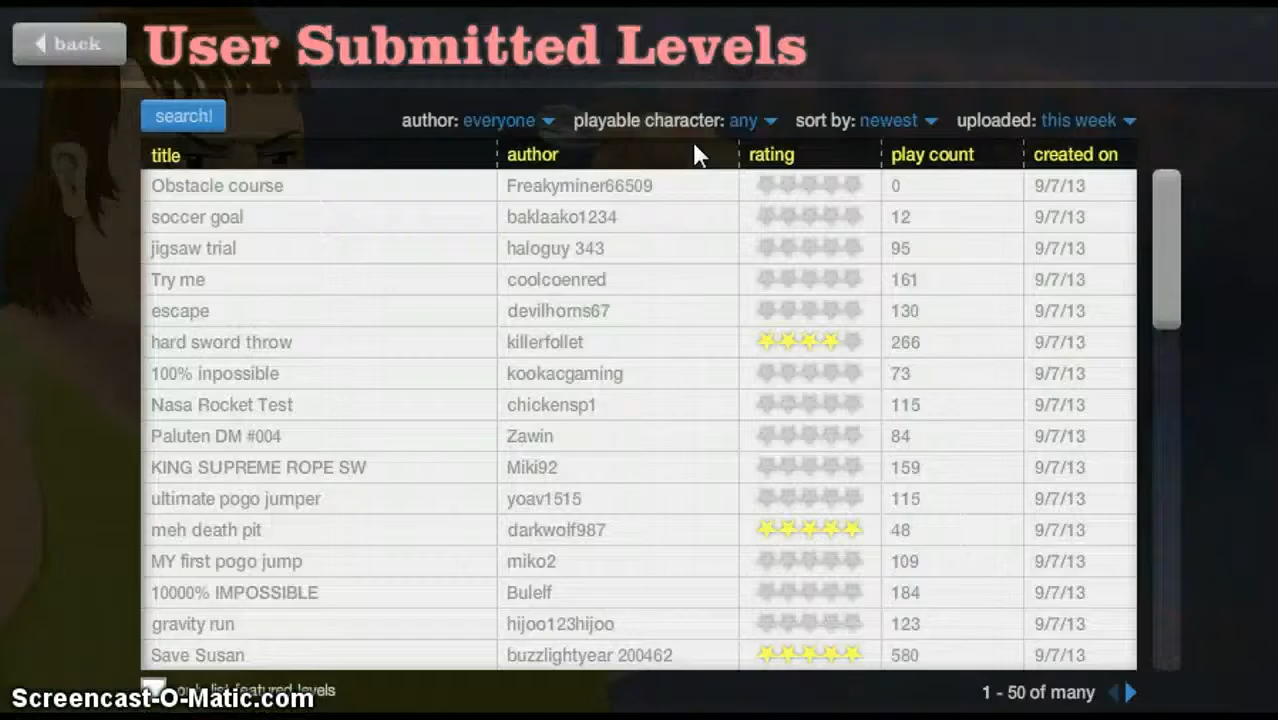 back
User Submitted Levels
search!
author: everyone playable character: any sort by: newest uploaded: this week
title author rating play count created on
Obstacle course Freakyminer66509 0 9/7/13
soccer goal baklaako1234 12 9/7/13
jigsaw trial haloguy 343 95 9/7/13
Try me coolcoenred 161 9/7/13
escape devilhorns67 130 9/7/13
hard sword throw killerfollet 266 9/7/13
100% inpossible kookacgaming 73 9/7/13
Nasa Rocket Test chickensp1 115 9/7/13
Paluten DM #004 Zawin 84 9/7/13
KING SUPREME ROPE SW Miki92 159 9/7/13
ultimate pogo jumper yoav1515 115 9/7/13
meh death pit darkwolf987 48 9/7/13
MY first pogo jump miko2 109 9/7/13
10000% IMPOSSIBLE Bulelf 184 9/7/13
gravity run hijoo123hijoo 123 9/7/13
Save Susan buzzlightyear 200462 580 9/7/13
only list featured levels 1 - 50 of many
Screencast-O-Matic.com